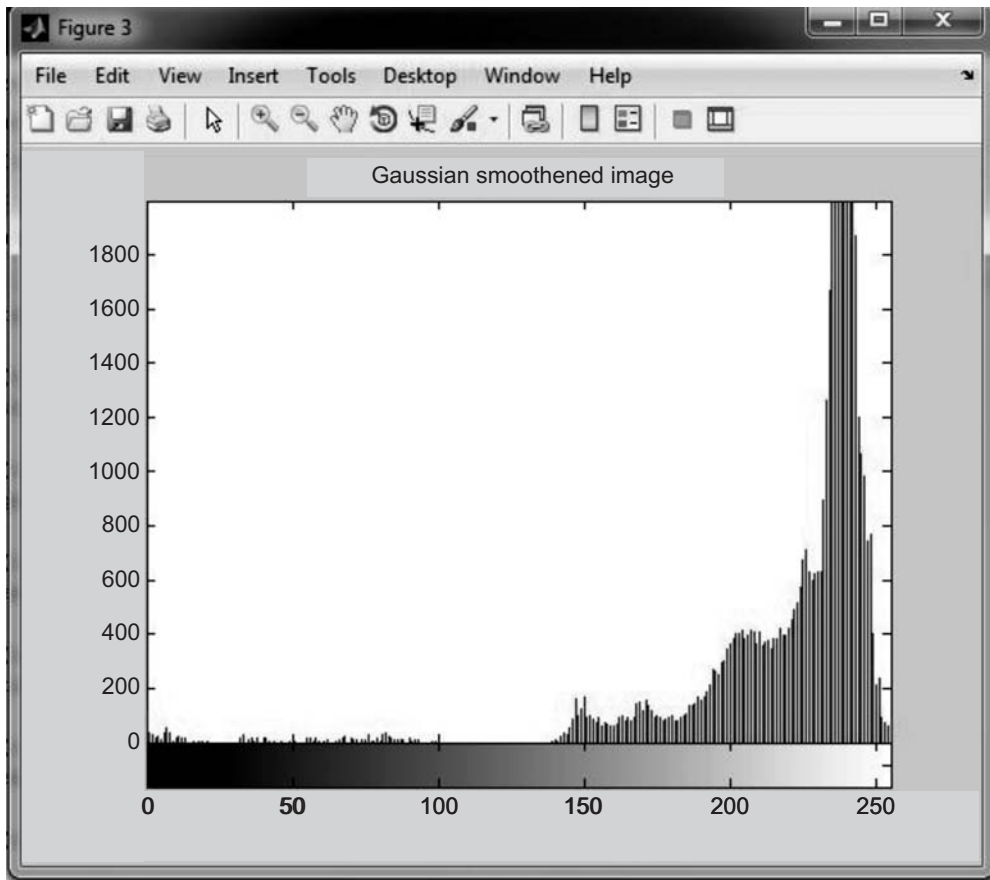 Figure 3
File Edit View Insert Tools Desktop Window Help
Gaussian smoothened image
1800
1600
1400
1200
1000
800
600
400
200
0
0 50 100 150 200 250